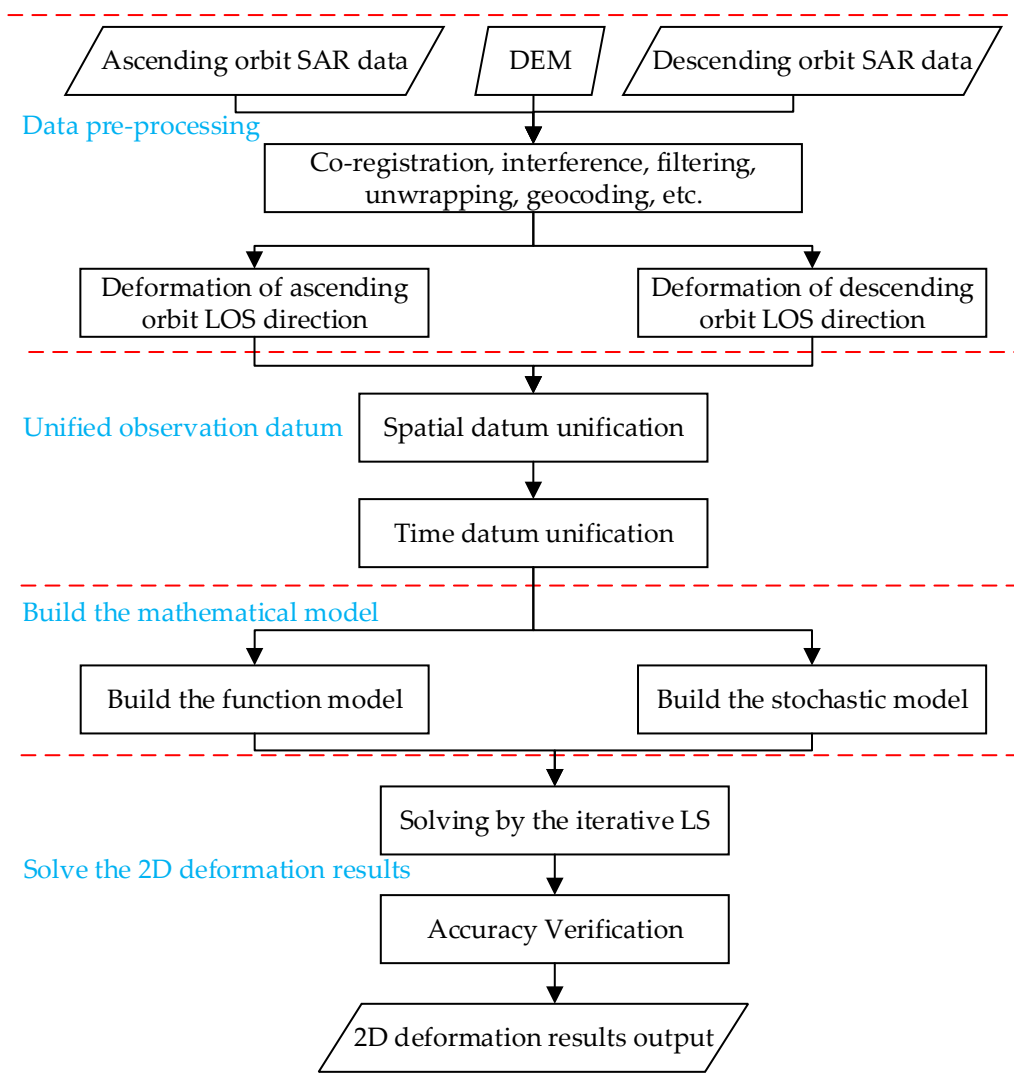 Ascending orbit SAR data
DEM
Descending orbit SAR data
Data pre-processing
Co-registration, interference, filtering,
unwrapping, geocoding, etc.
Deformation of ascending
orbit LOS direction
Deformation of descending
orbit LOS direction
Unified observation datum
Spatial datum unification
Time datum unification
Build the mathematical model
Build the function model
Build the stochastic model
Solving by the iterative LS
Solve the 2D deformation results
Accuracy Verification
2D deformation results output